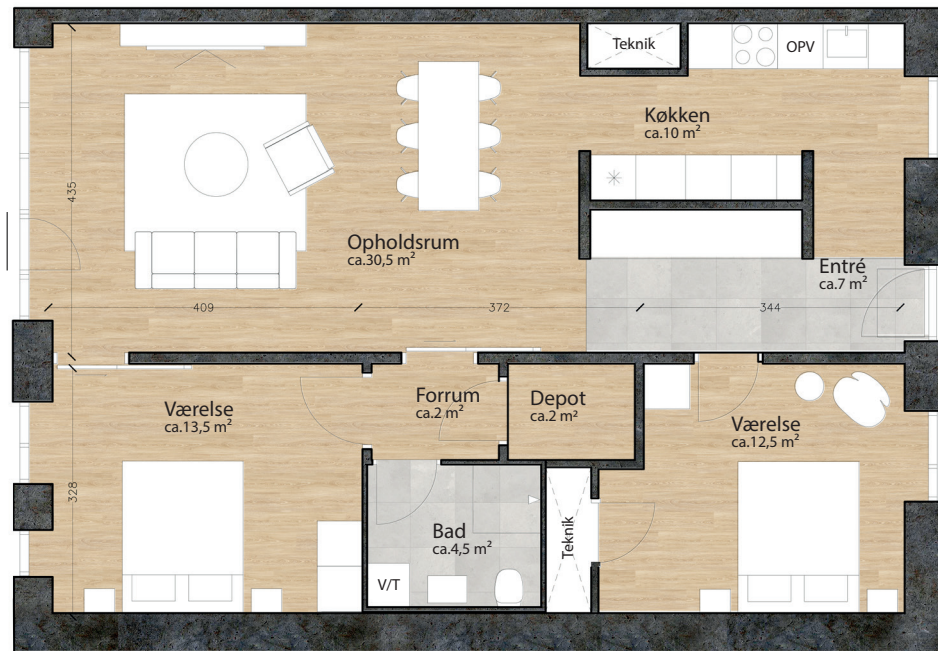 Teknik
OPV
Køkken
ca.10 m²
435
Opholdsrum
ca.30,5 m²
Entré
ca.7 m²
409
372
344
Værelse
ca.13,5 m²
Forrum
ca.2 m²
Depot
ca.2 m²
Værelse
ca.12,5 m²
328
Bad
ca.4,5 m²
Teknik
V/T